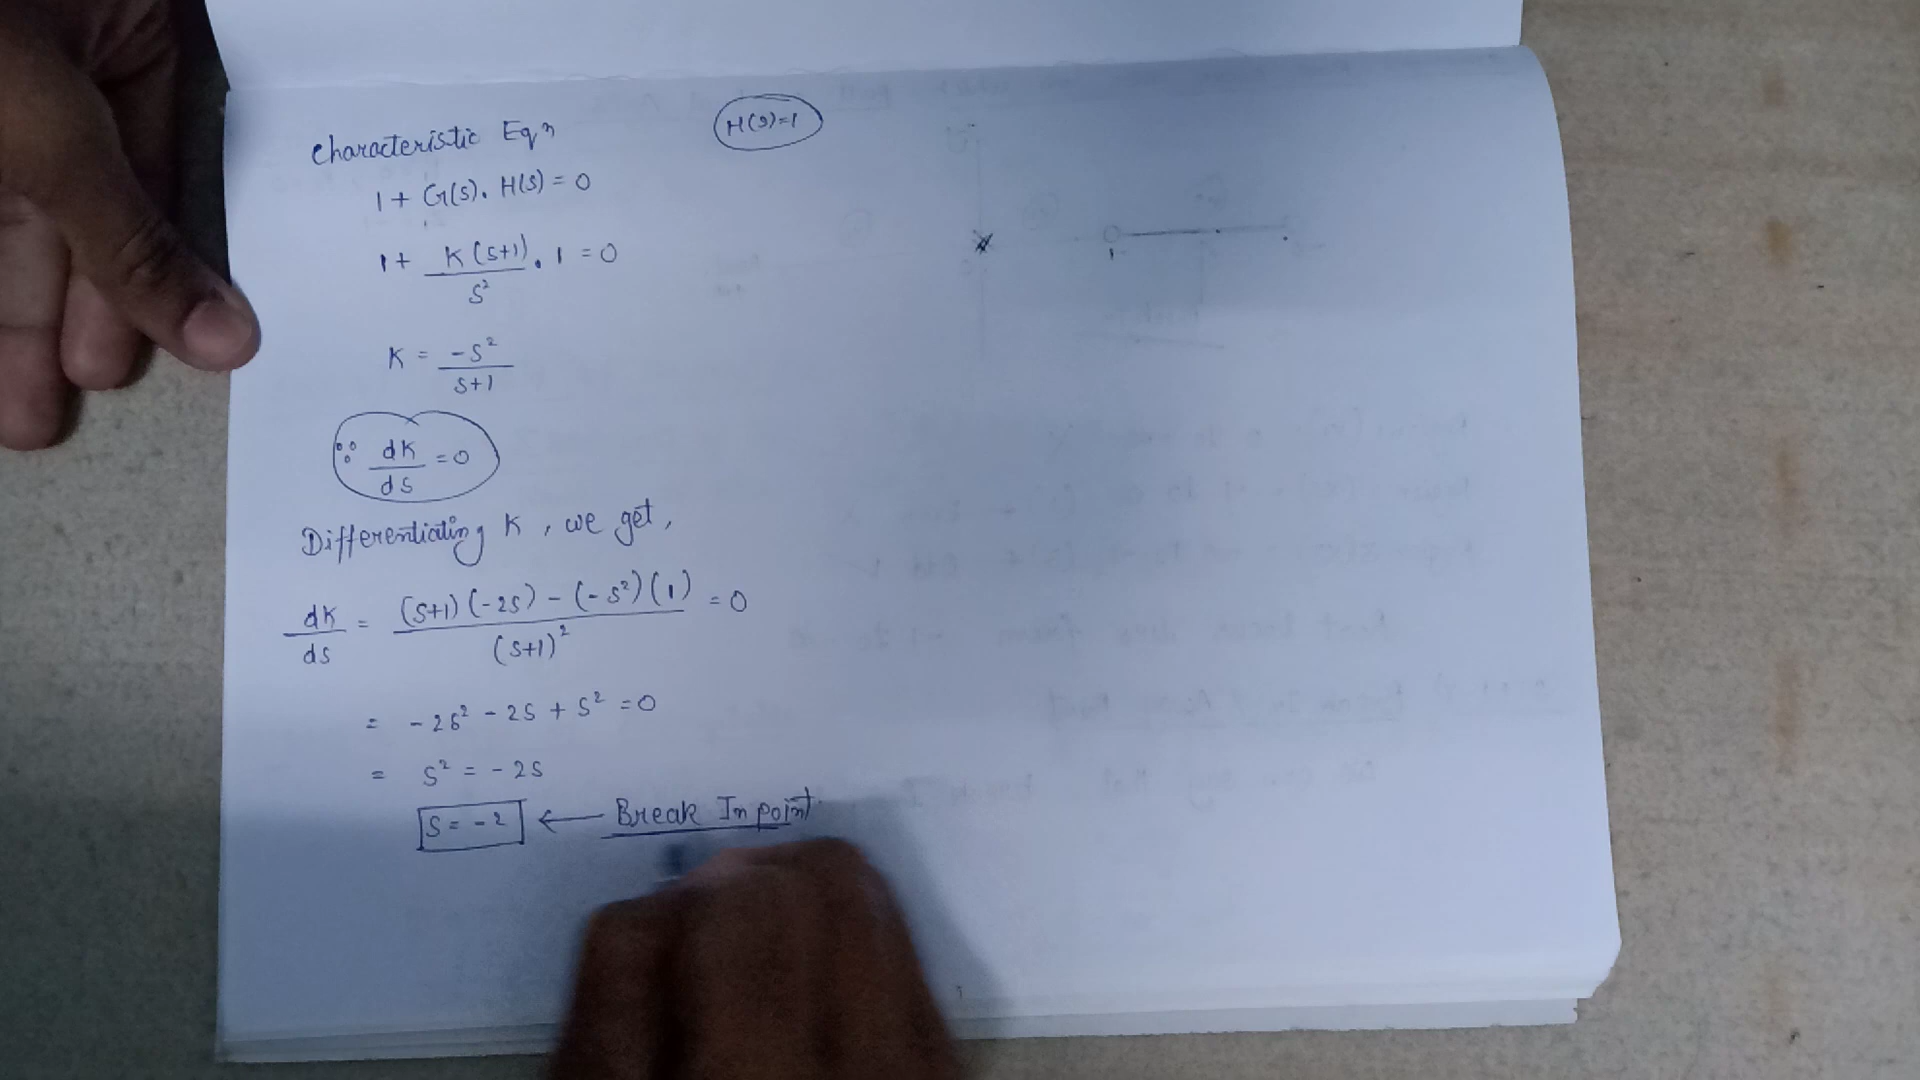 Characteristic Eqn
H(s)=1
1 + G(s). H(s) = 0
1 + K(s+1)/s² . 1 = 0
K = -s²/s+1
∵ dK/ds = 0
Differentiating K, we get,
dK/ds = (s+1)(-2s) - (-s²)(1)/(s+1)² = 0
= -2s² - 2s + s² = 0
= s² = -2s
s = -2 ← Break In point